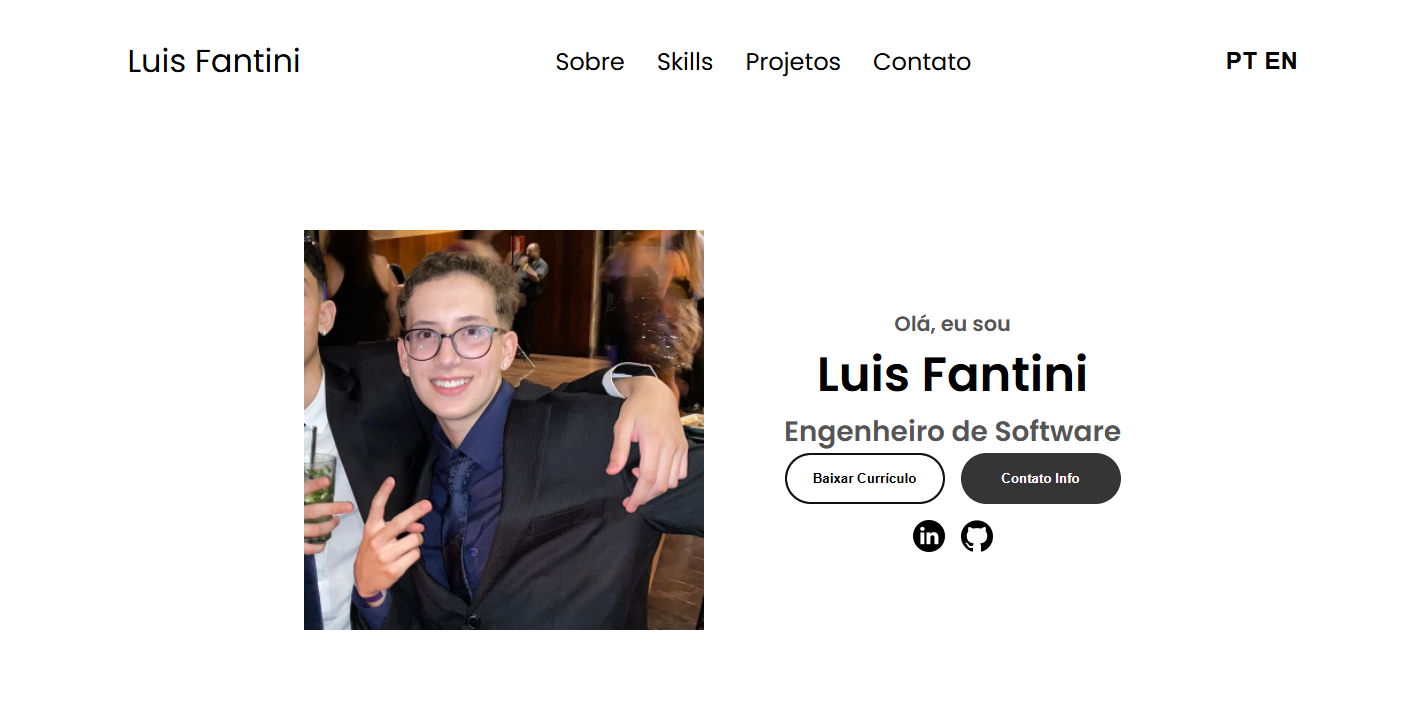 Luis Fantini
Sobre Skills Projetos Contato
PT EN
Olá, eu sou
Luis Fantini
Engenheiro de Software
Baixar Currículo
Contato Info
in